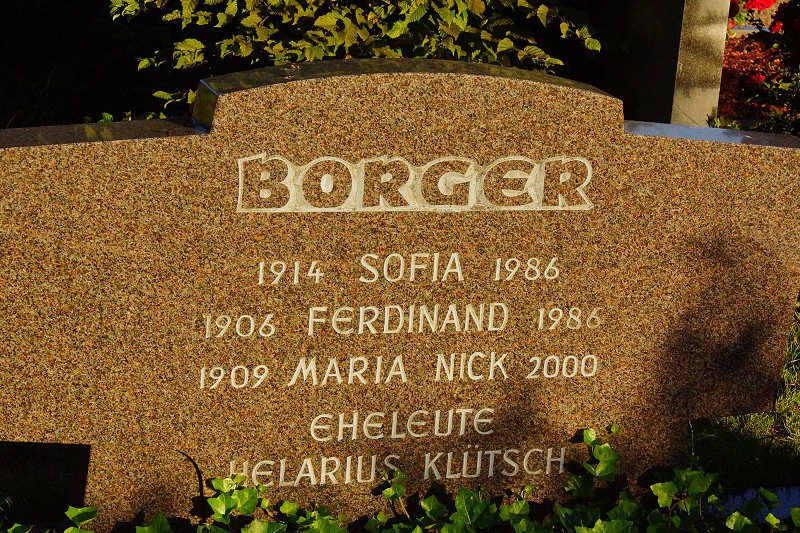 BORGER
1914 SOFIA 1986
1906 FERDINAND 1986
1909 MARIA NICK 2000
EHELEUTE
HELARIUS KLÜTSCH